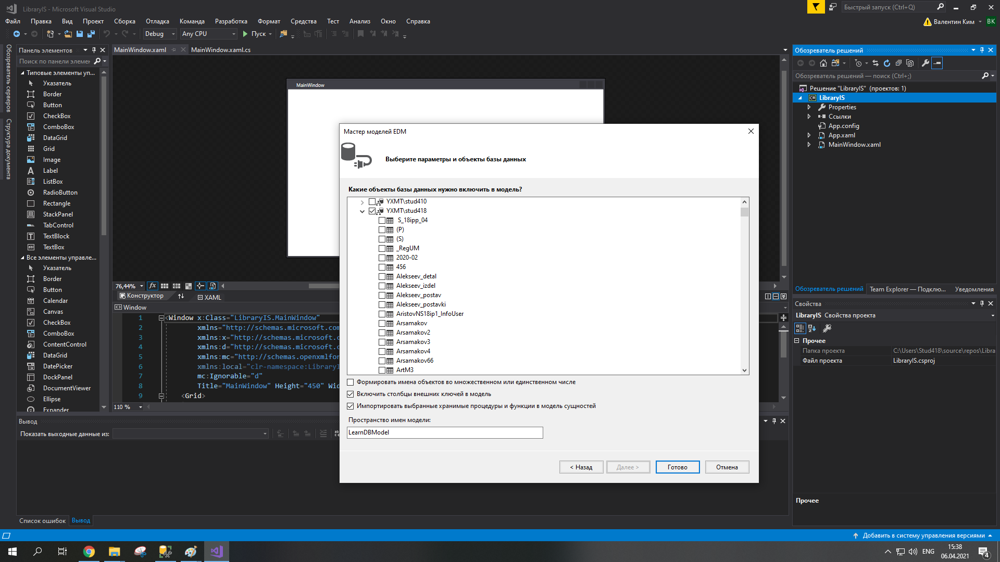 LibraryIS - Microsoft Visual Studio
Быстрый запуск (Ctrl+Q)
Файл Правка Вид Проект Сборка Отладка Команда Разработка Формат Средства Тест Анализ Окно Справка
Валентин Ким ВК
Debug Any CPU Пуск
Обозреватель серверов
Структура документа
Панель элементов
Поиск по панели элемен
Типовые элементы уп...
Указатель
Border
Button
CheckBox
ComboBox
DataGrid
Grid
Image
Label
ListBox
RadioButton
Rectangle
StackPanel
TabControl
TextBlock
TextBox
Все элементы управле...
Указатель
Border
Button
Calendar
Canvas
CheckBox
ComboBox
ContentControl
DataGrid
DatePicker
DockPanel
DocumentViewer
Ellipse
Expander
MainWindow.xaml MainWindow.xaml.cs
MainWindow
76,44%
Конструктор XAML
Window
1 <Window x:Class="LibraryIS.MainWindow"
2 xmlns="http://schemas.microsoft.com
3 xmlns:x="http://schemas.microsoft.c
4 xmlns:d="http://schemas.microsoft.c
5 xmlns:mc="http://schemas.openxmlfor
6 xmlns:local="clr-namespace:LibraryI
7 mc:Ignorable="d"
8 Title="MainWindow" Height="450" Wid
9 <Grid>
110 %
Мастер моделей EDM
Выберите параметры и объекты базы данных
Какие объекты базы данных нужно включить в модель?
YXMT\stud410
YXMT\stud418
S_18ipp_04
(P)
(S)
_RegUM
2020-02
456
Alekseev_detal
Alekseev_izdel
Alekseev_postav
Alekseev_postavki
AristovNS18ip1_InfoUser
Arsamakov
Arsamakov2
Arsamakov3
Arsamakov4
Arsamakov66
ArtM3
Формировать имена объектов во множественном или единственном числе
Включить столбцы внешних ключей в модель
Импортировать выбранные хранимые процедуры и функции в модель сущностей
Пространство имен модели:
LearnDBModel
< Назад Далее > Готово Отмена
Обозреватель решений
Обозреватель решений — поиск (Ctrl+;)
Решение "LibraryIS" (проектов: 1)
LibraryIS
Properties
Ссылки
App.config
App.xaml
MainWindow.xaml
Обозреватель решений Team Explorer — Подклю... Уведомления
Свойства
LibraryIS Свойства проекта
Прочее
Папка проекта C:\Users\Stud418\source\repos\Libra
Файл проекта LibraryIS.csproj
Прочее
Вывод
Показать выходные данные из:
Список ошибок Вывод
Добавить в систему управления версиями
ENG
15:38
06.04.2021
4